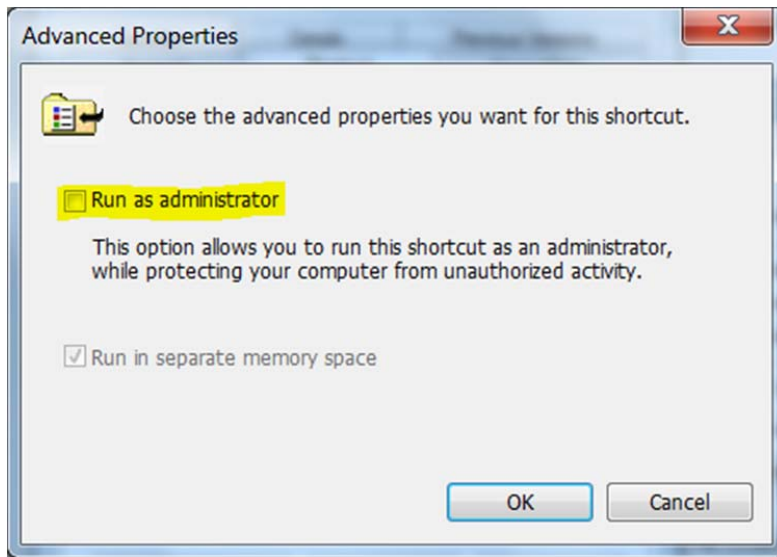 Advanced Properties
Choose the advanced properties you want for this shortcut.
Run as administrator
This option allows you to run this shortcut as an administrator,
while protecting your computer from unauthorized activity.
Run in separate memory space
OK
Cancel